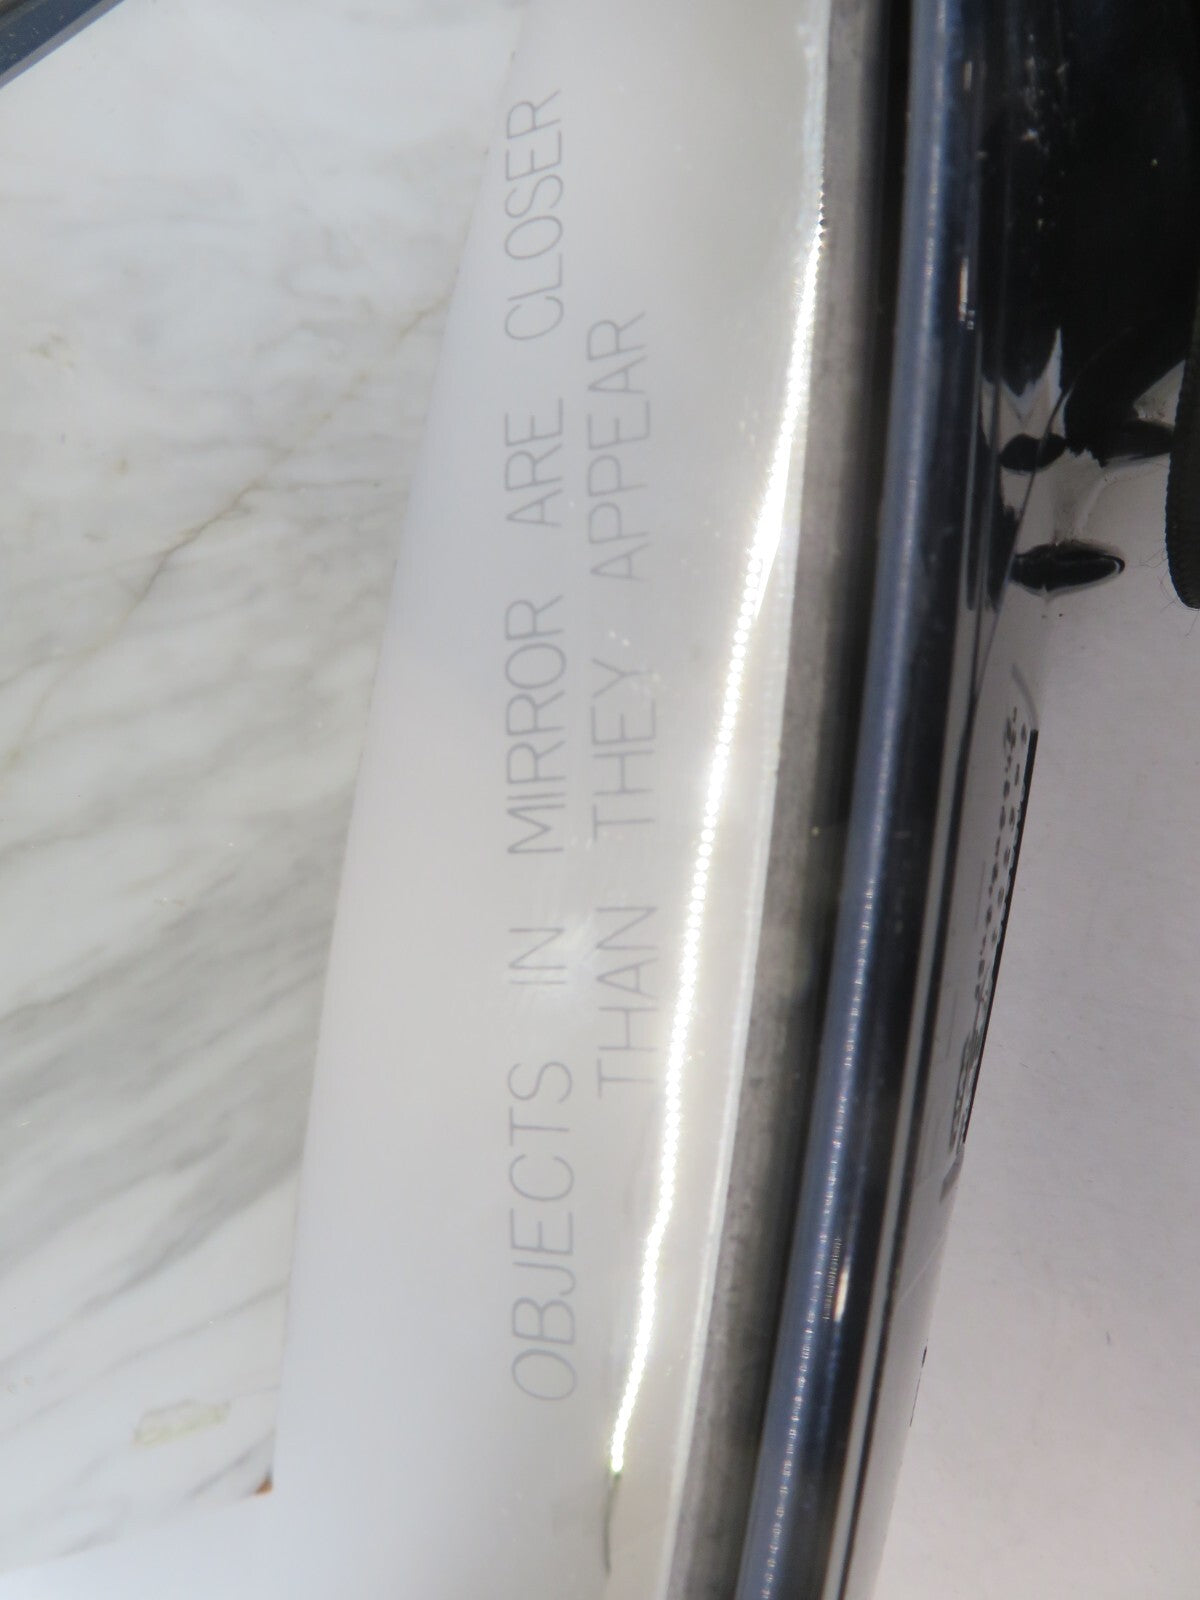 OBJECTS IN MIRROR ARE CLOSER
THAN THEY APPEAR